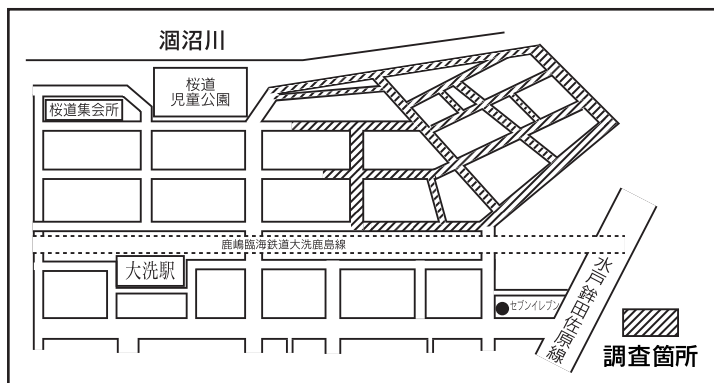 涸沼川
桜道
児童公園
桜道集会所
鹿嶋臨海鉄道大洗鹿島線
大洗駅
セブンイレブン
水戸鉾田佐原線
調査箇所